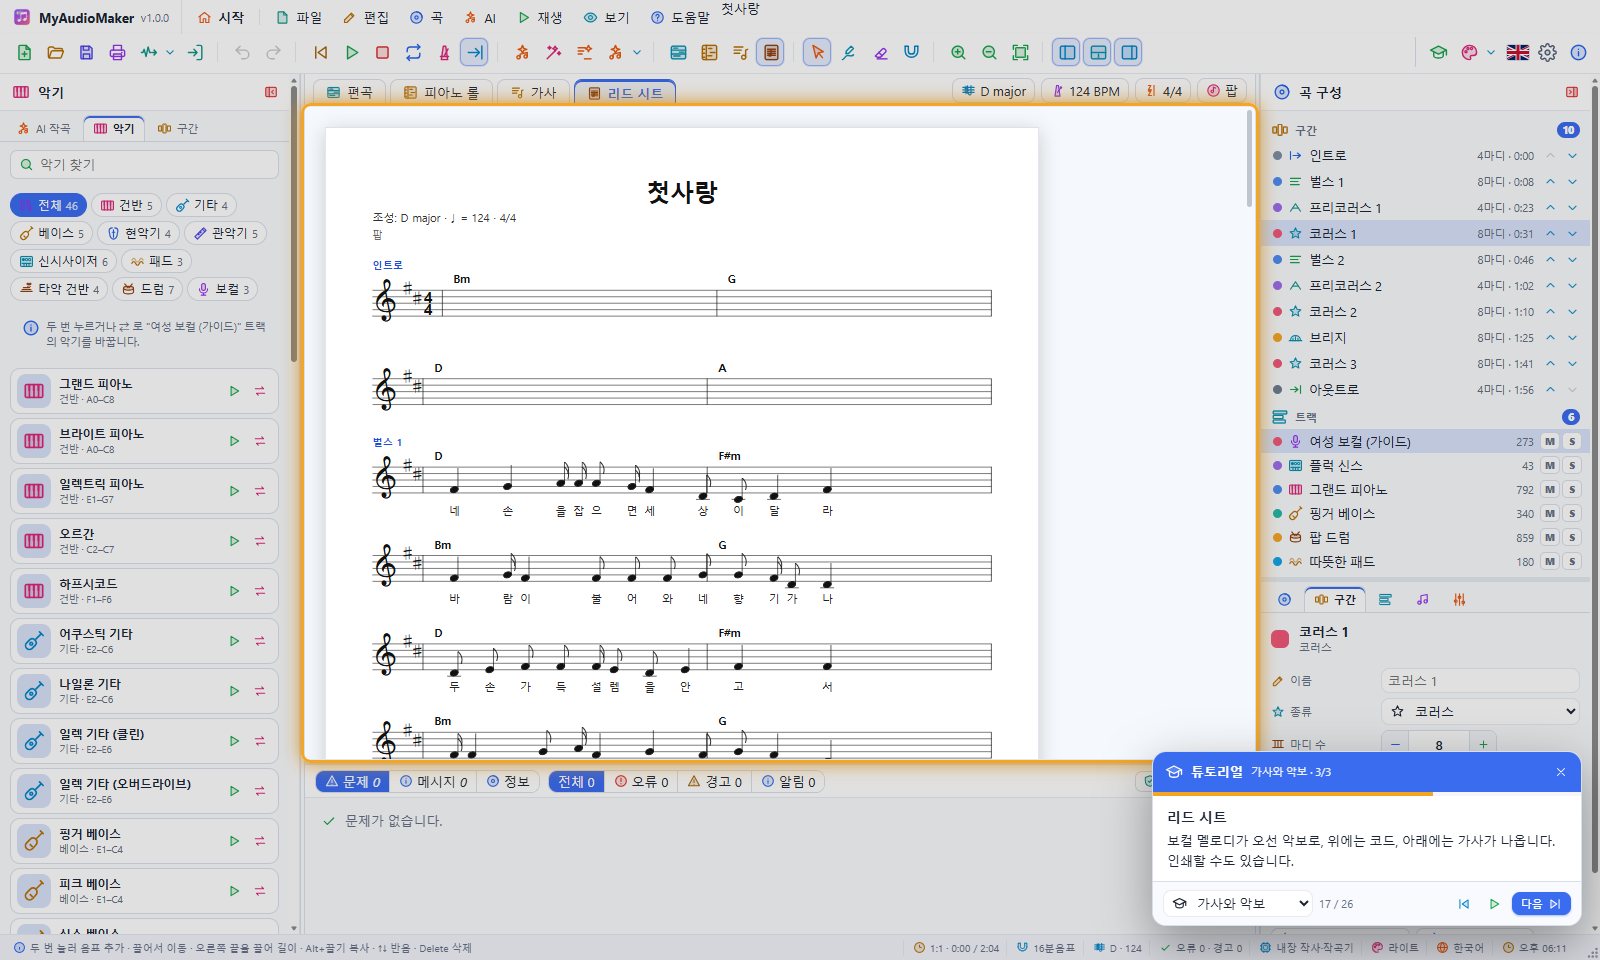 MyAudioMaker v1.0.0 시작 파일 편집 곡 AI 재생 보기 도움말 첫사랑
악기
AI 작곡 악기 구간
악기 찾기
전체 46 건반 5 기타 4
베이스 5 현악기 4 관악기 5
신시사이저 6 패드 3
타악 건반 4 드럼 7 보컬 3
두 번 누르거나 ⇄ 로 "여성 보컬 (가이드)" 트랙
의 악기를 바꿉니다.
그랜드 피아노
건반 · A0–C8
브라이트 피아노
건반 · A0–C8
일렉트릭 피아노
건반 · E1–G7
오르간
건반 · C2–C7
하프시코드
건반 · F1–F6
어쿠스틱 기타
기타 · E2–C6
나일론 기타
기타 · E2–C6
일렉 기타 (클린)
기타 · E2–E6
일렉 기타 (오버드라이브)
기타 · E2–E6
핑거 베이스
베이스 · E1–C4
피크 베이스
베이스 · E1–C4
편곡 피아노 롤 가사 리드 시트 D major 124 BPM 4/4 팝
첫사랑
조성: D major · ♩ = 124 · 4/4
팝
인트로
Bm G
4
4
D A
벌스 1
D F#m
네 손 을 잡 으 면 세 상 이 달 라
Bm G
바 람 이 불 어 와 네 향 기 가 나
D F#m
두 손 가 득 설 렘 을 안 고 서
Bm G
문제 0 메시지 0 정보 전체 0 오류 0 경고 0 알림 0
문제가 없습니다.
곡 구성
구간 10
인트로 4마디 · 0:00
벌스 1 8마디 · 0:08
프리코러스 1 4마디 · 0:23
코러스 1 8마디 · 0:31
벌스 2 8마디 · 0:46
프리코러스 2 4마디 · 1:02
코러스 2 8마디 · 1:10
브리지 8마디 · 1:25
코러스 3 8마디 · 1:41
아웃트로 4마디 · 1:56
트랙 6
여성 보컬 (가이드) 273 M S
플럭 신스 43 M S
그랜드 피아노 792 M S
핑거 베이스 340 M S
팝 드럼 859 M S
따뜻한 패드 180 M S
구간
코러스 1
코러스
이름 코러스 1
종류 코러스
마디 수 8
튜토리얼 가사와 악보 · 3/3
리드 시트
보컬 멜로디가 오선 악보로, 위에는 코드, 아래에는 가사가 나옵니다.
인쇄할 수도 있습니다.
가사와 악보 17 / 26 다음
두 번 눌러 음표 추가 · 끌어서 이동 · 오른쪽 끝을 끌어 길이 · Alt+끌기 복사 · ↑↓ 반음 · Delete 삭제 1:1 · 0:00 / 2:04 16분음표 D · 124 오류 0 · 경고 0 내장 작사·작곡기 라이트 한국어 오후 06:11